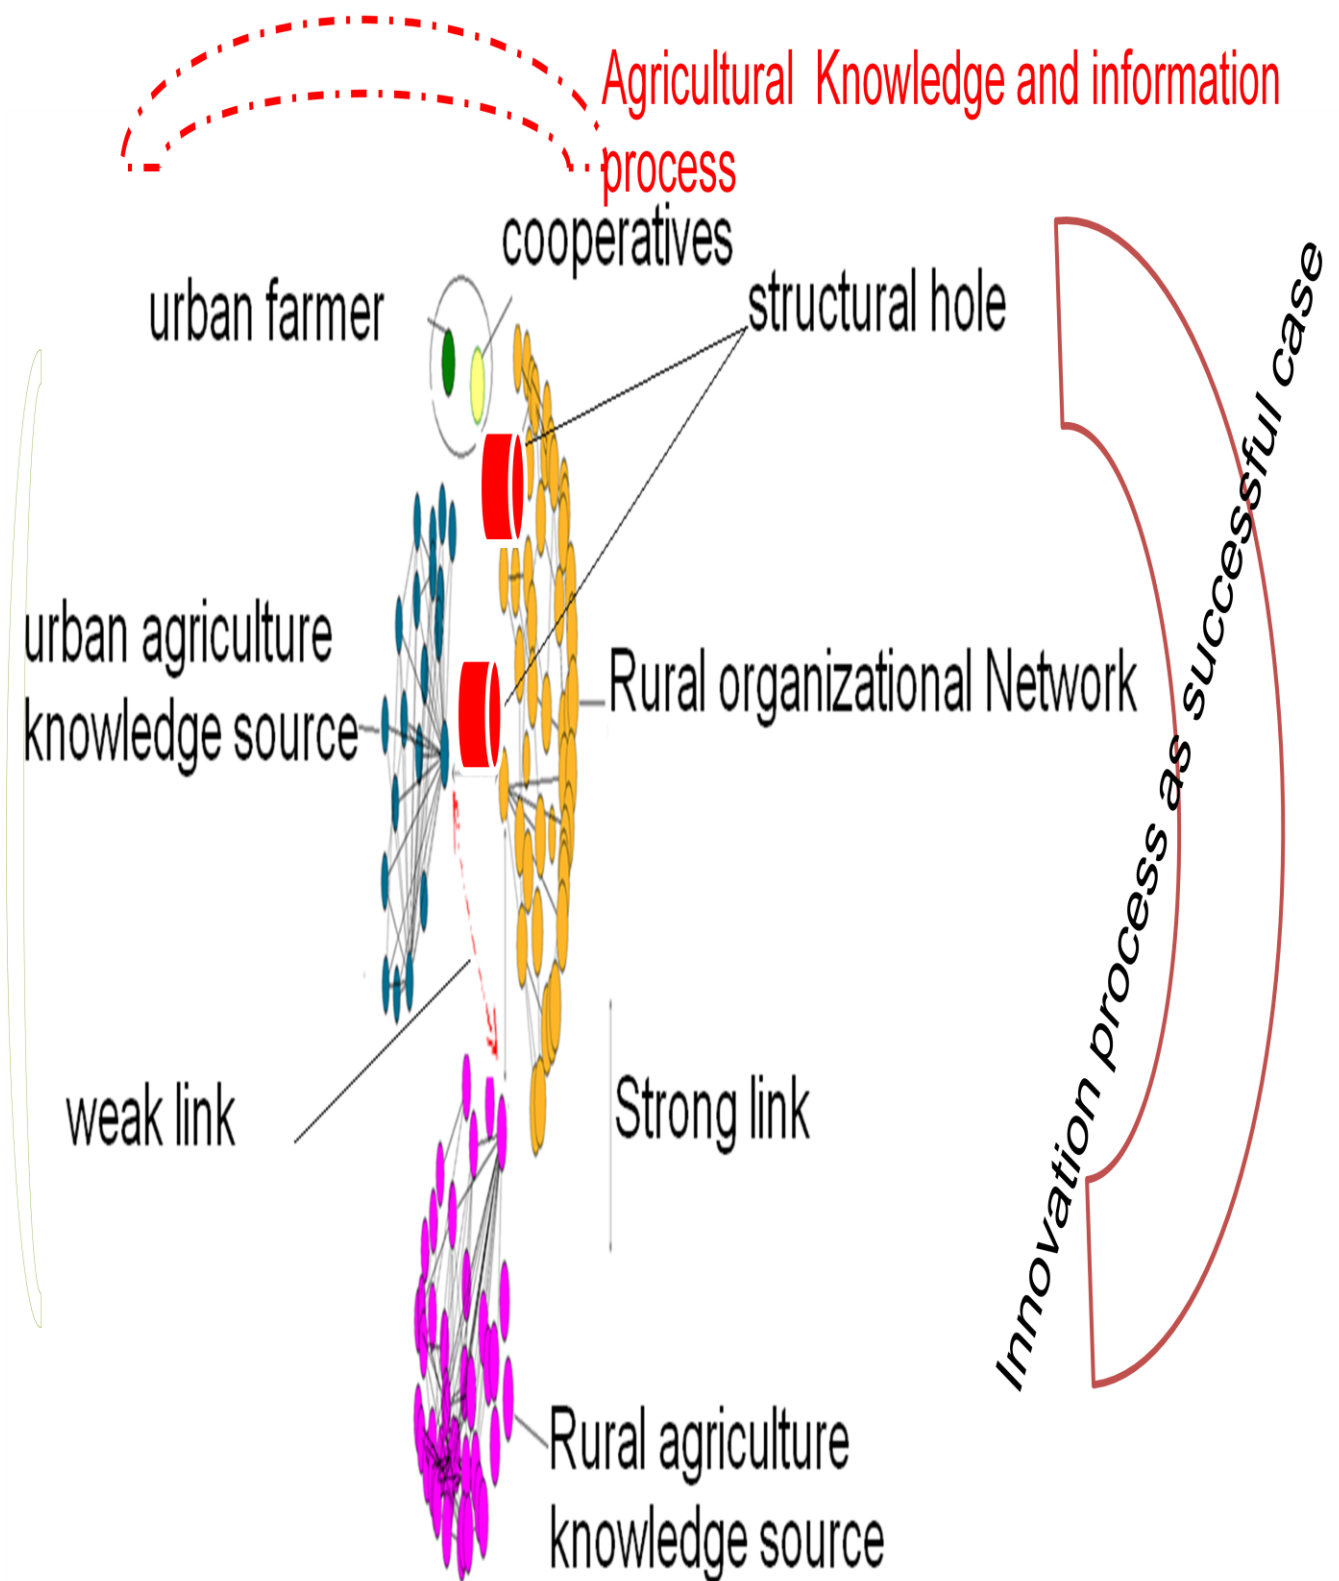 Agricultural Knowledge and information
process
cooperatives
urban farmer
structural hole
Innovation process as successful case
urban agriculture
knowledge source
Rural organizational Network
weak link
Strong link
Rural agriculture
knowledge source